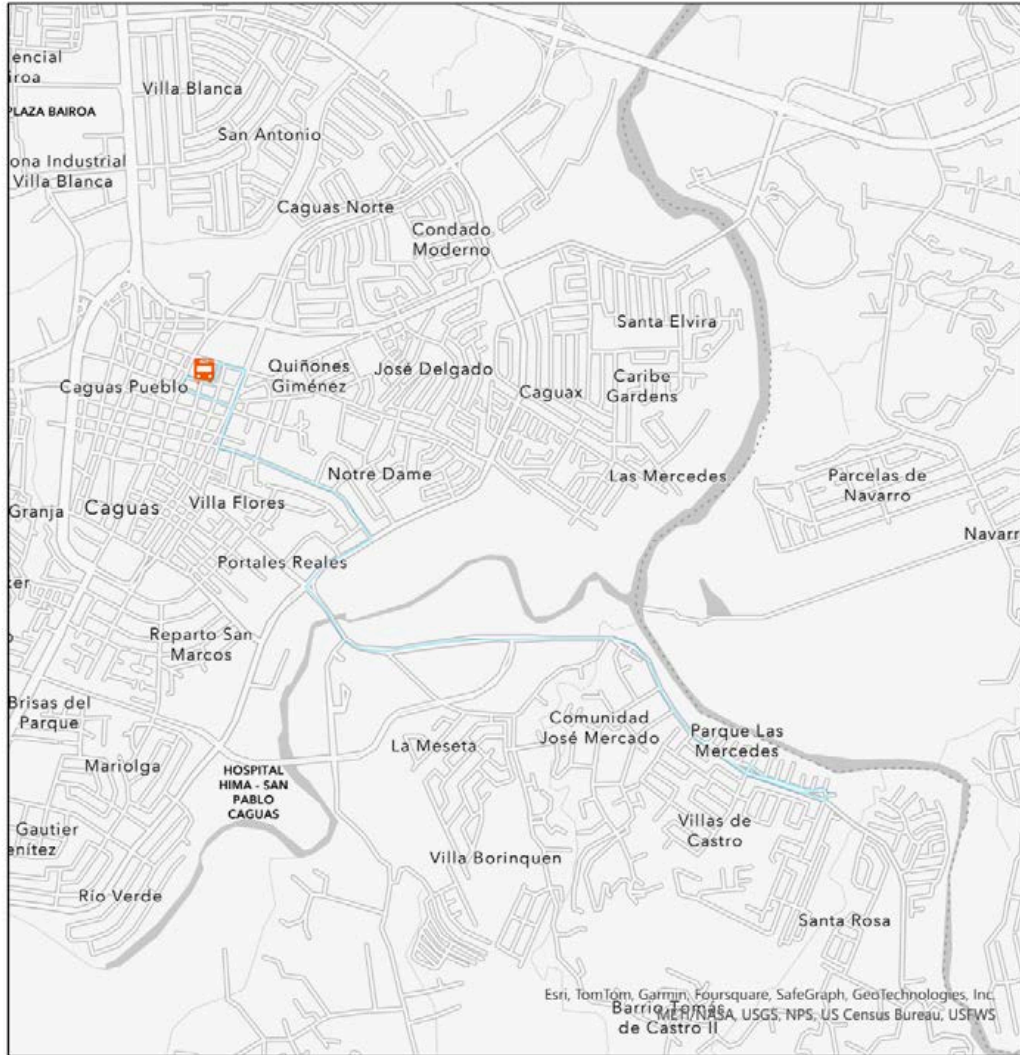 encial
iroa
Villa Blanca
PLAZA BAIROA
San Antonio
ona Industrial
Villa Blanca
Caguas Norte
Condado
Moderno
Santa Elvira
Quiñones
Giménez
José Delgado
Caguas Pueblo
Caguax
Caribe
Gardens
Notre Dame
Las Mercedes
Parcelas de
Navarro
Granja
Caguas
Villa Flores
Navarr
Portales Reales
ker
Reparto San
Marcos
Brisas del
Parque
Comunidad
José Mercado
Parque Las
Mercedes
La Meseta
Mariolga
HOSPITAL
HIMA - SAN
PABLO
CAGUAS
Gautier
enítez
Villas de
Castro
Villa Borinquen
Rio Verde
Santa Rosa
Esri, TomTom, Garmin, Foursquare, SafeGraph, GeoTechnologies, Inc.
METI/NASA, USGS, NPS, US Census Bureau, USFWS
Barrio Tomás
de Castro II